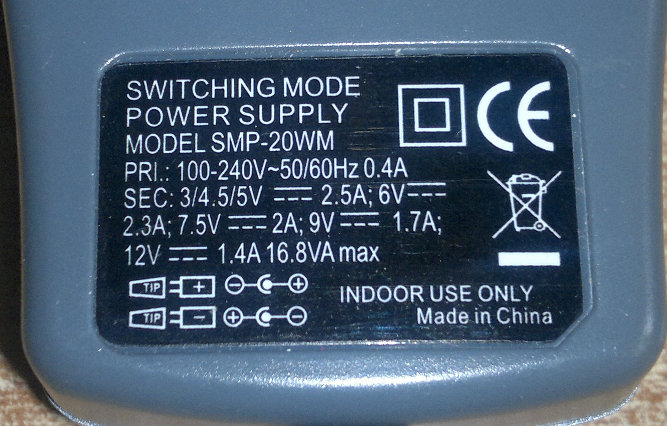 SWITCHING MODE
POWER SUPPLY
MODEL SMP-20WM
PRI.: 100-240V~50/60Hz 0.4A
SEC: 3/4.5/5V ⎓ 2.5A; 6V⎓
2.3A; 7.5V ⎓ 2A; 9V ⎓ 1.7A;
12V ⎓ 1.4A 16.8VA max
CE
TIP + − +
TIP − + −
INDOOR USE ONLY
Made in China